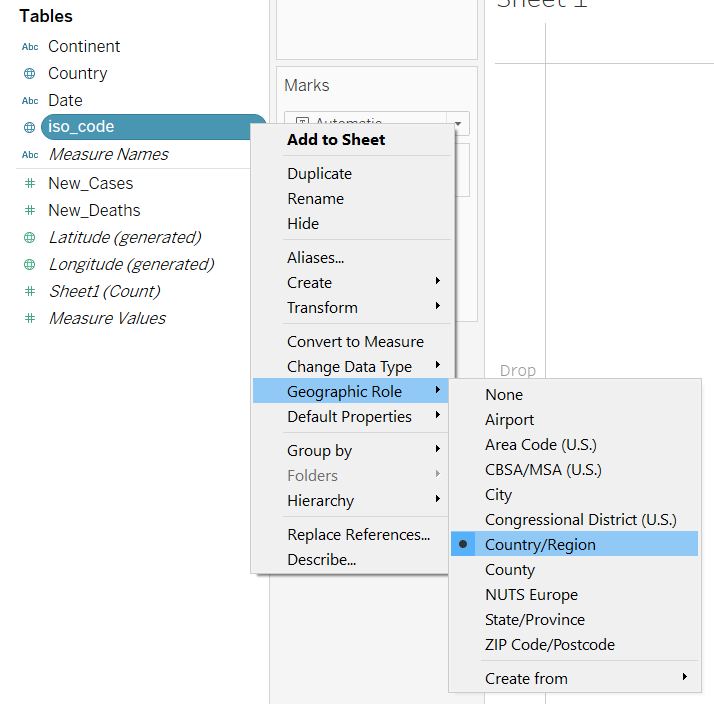 Tables
Abc Continent
Country
Abc Date
iso_code
Abc Measure Names
# New_Cases
# New_Deaths
Latitude (generated)
Longitude (generated)
# Sheet1 (Count)
# Measure Values
Sheet 1
Marks
Automatic
Add to Sheet
Duplicate
Rename
Hide
Aliases...
Create
Transform
Convert to Measure
Change Data Type
Geographic Role
Default Properties
Group by
Folders
Hierarchy
Replace References...
Describe...
Drop
None
Airport
Area Code (U.S.)
CBSA/MSA (U.S.)
City
Congressional District (U.S.)
Country/Region
County
NUTS Europe
State/Province
ZIP Code/Postcode
Create from